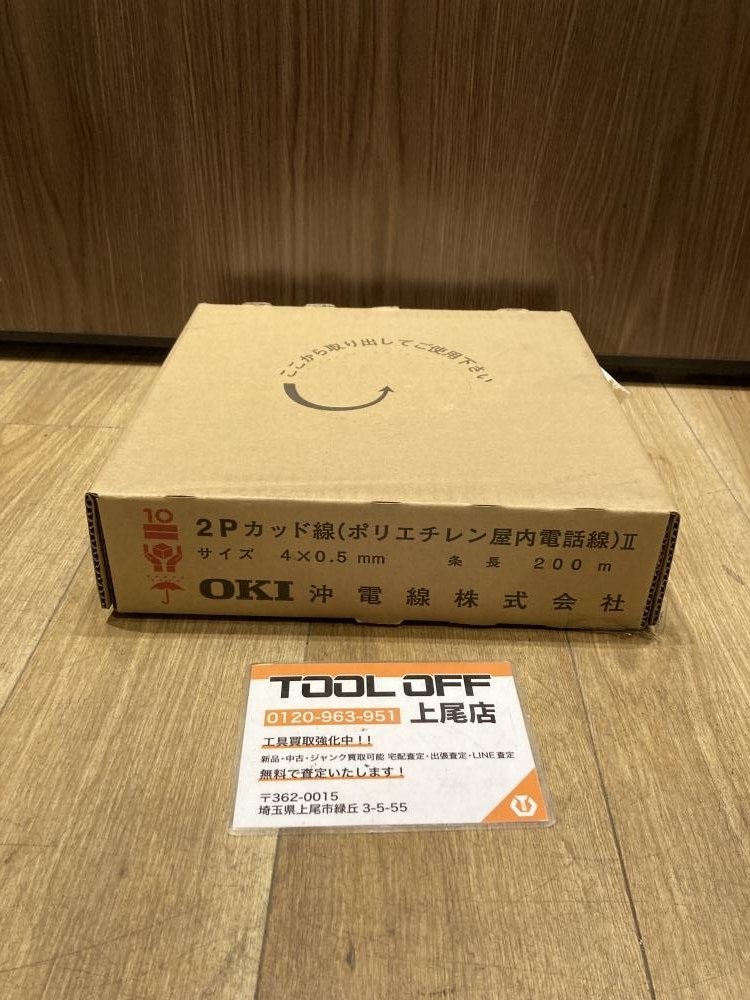 ここから取り出してご使用下さい
10
2Pカッド線(ポリエチレン屋内電話線)Ⅱ
サイズ 4×0.5 mm 条長 200 m
OKI 沖電線株式会社
TOOL OFF
0120-963-951 上尾店
工具買取強化中!!
新品・中古・ジャンク買取可能 宅配査定・出張査定・LINE査定
無料で査定いたします!
〒362-0015
埼玉県上尾市緑丘 3-5-55